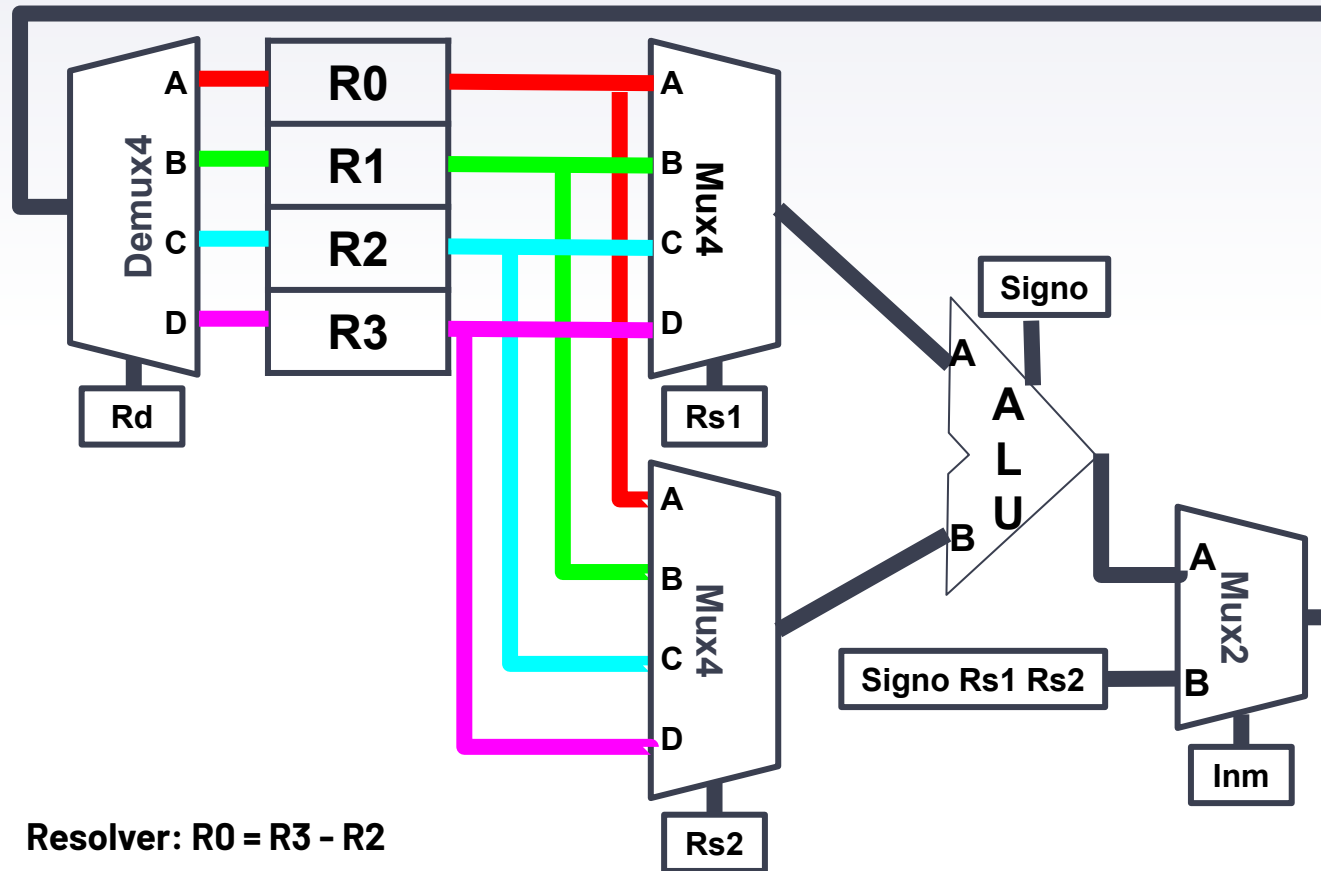 Demux4
A
B
C
D
Rd
R0
R1
R2
R3
Mux4
A
B
C
D
Rs1
Mux4
A
B
C
D
Rs2
Signo
A
B
A
L
U
Signo Rs1 Rs2
Mux2
A
B
Inm
Resolver: R0 = R3 - R2